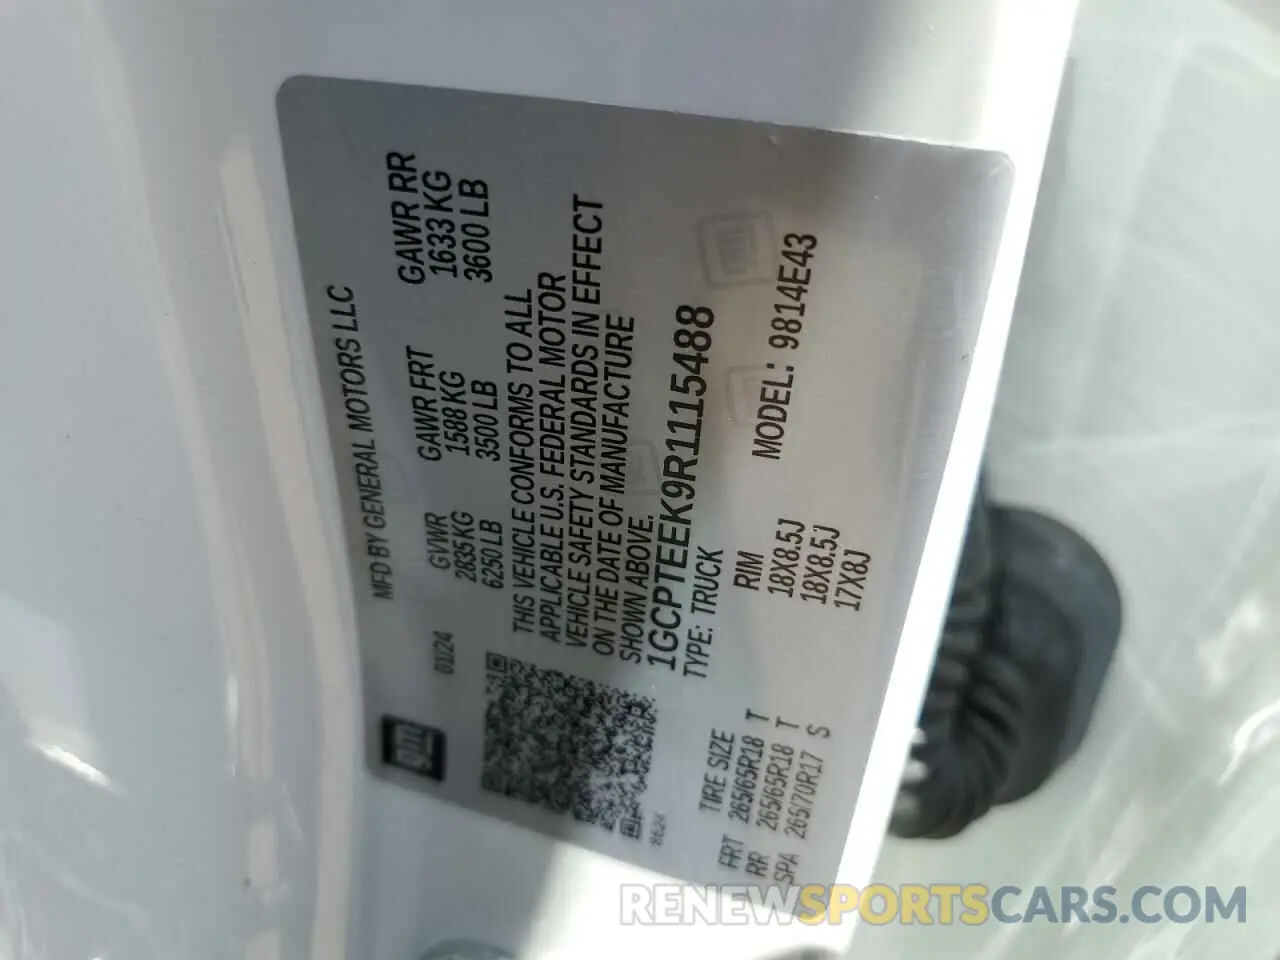 MFD BY GENERAL MOTORS LLC
gm 01/24
GVWR GAWR FRT GAWR RR
2835 KG 1588 KG 1633 KG
6250 LB 3500 LB 3600 LB
THIS VEHICLE CONFORMS TO ALL
APPLICABLE U.S. FEDERAL MOTOR
VEHICLE SAFETY STANDARDS IN EFFECT
ON THE DATE OF MANUFACTURE
SHOWN ABOVE.
1GCPTEEK9R1115488
TYPE: TRUCK
TIRE SIZE RIM MODEL: 9814E43
FRT 265/65R18 T 18X8.5J
RR 265/65R18 T 18X8.5J
SPA 265/70R17 S 17X8J
RENEWSPORTSCARS.COM